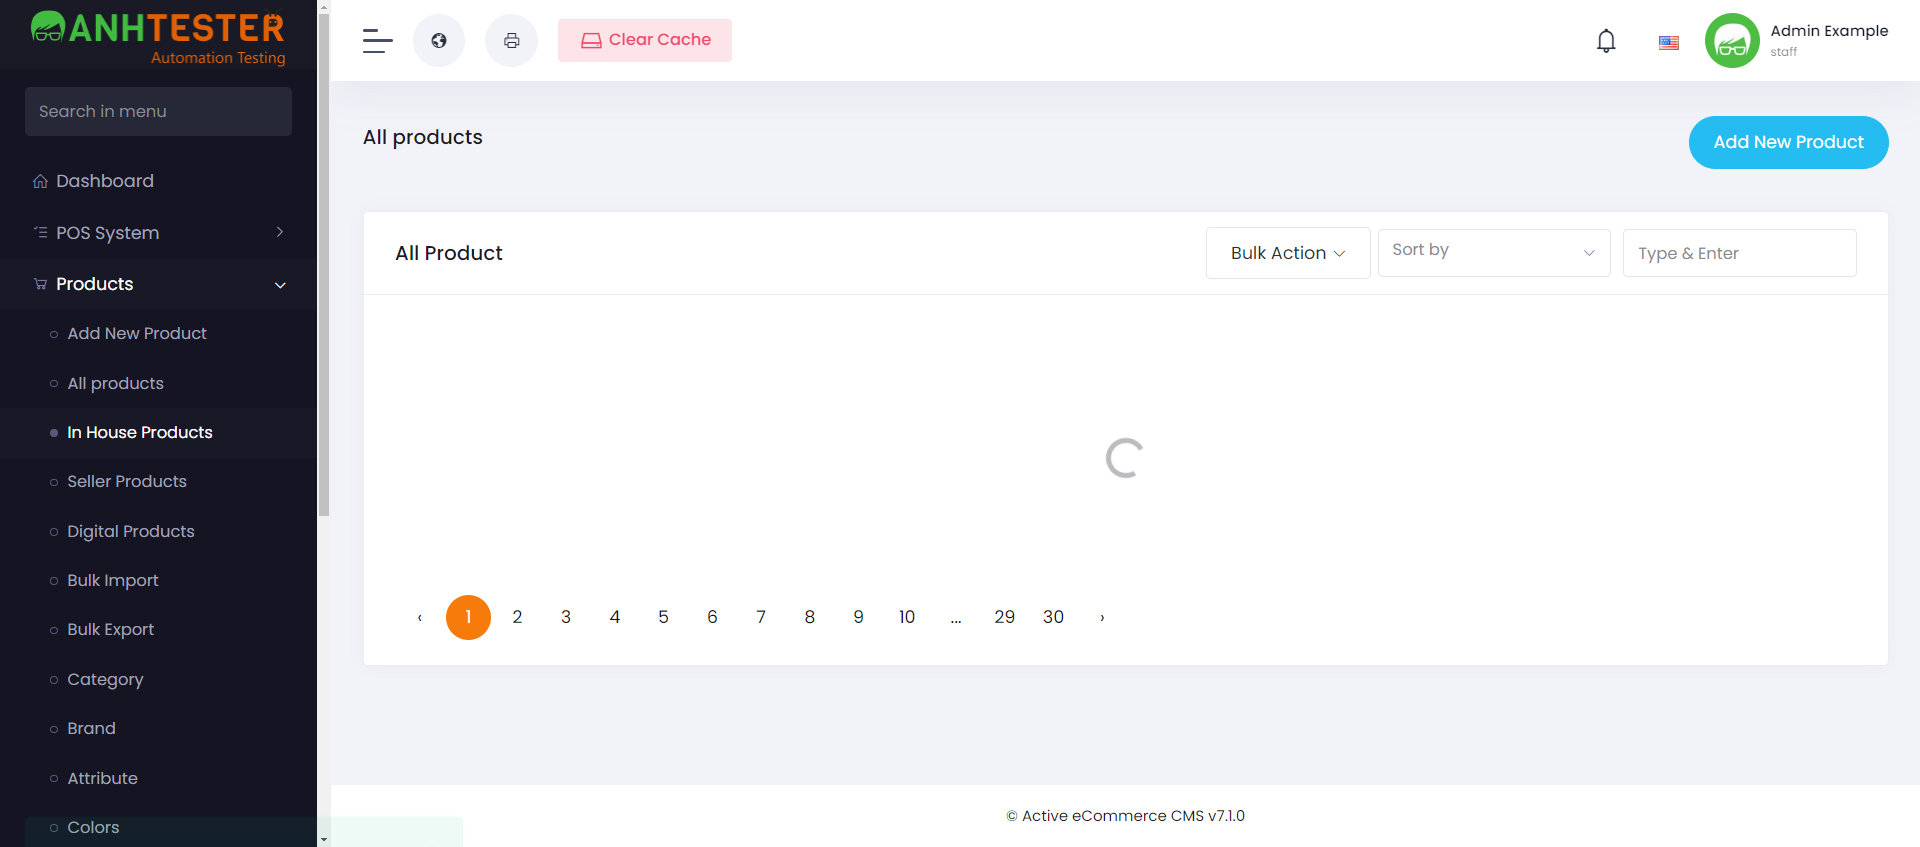 ANHTESTER
Automation Testing
Search in menu
Dashboard
POS System
Products
Add New Product
All products
In House Products
Seller Products
Digital Products
Bulk Import
Bulk Export
Category
Brand
Attribute
Colors
Clear Cache
Admin Example
staff
All products
Add New Product
All Product
Bulk Action
Sort by
Type & Enter
‹ 1 2 3 4 5 6 7 8 9 10 ... 29 30 ›
© Active eCommerce CMS v7.1.0